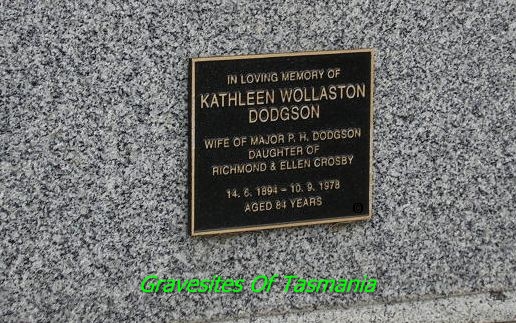 IN LOVING MEMORY OF
KATHLEEN WOLLASTON
DODGSON
WIFE OF MAJOR P. H. DODGSON
DAUGHTER OF
RICHMOND & ELLEN CROSBY
14. 6. 1894 – 10. 9. 1978
AGED 84 YEARS
Gravesites Of Tasmania